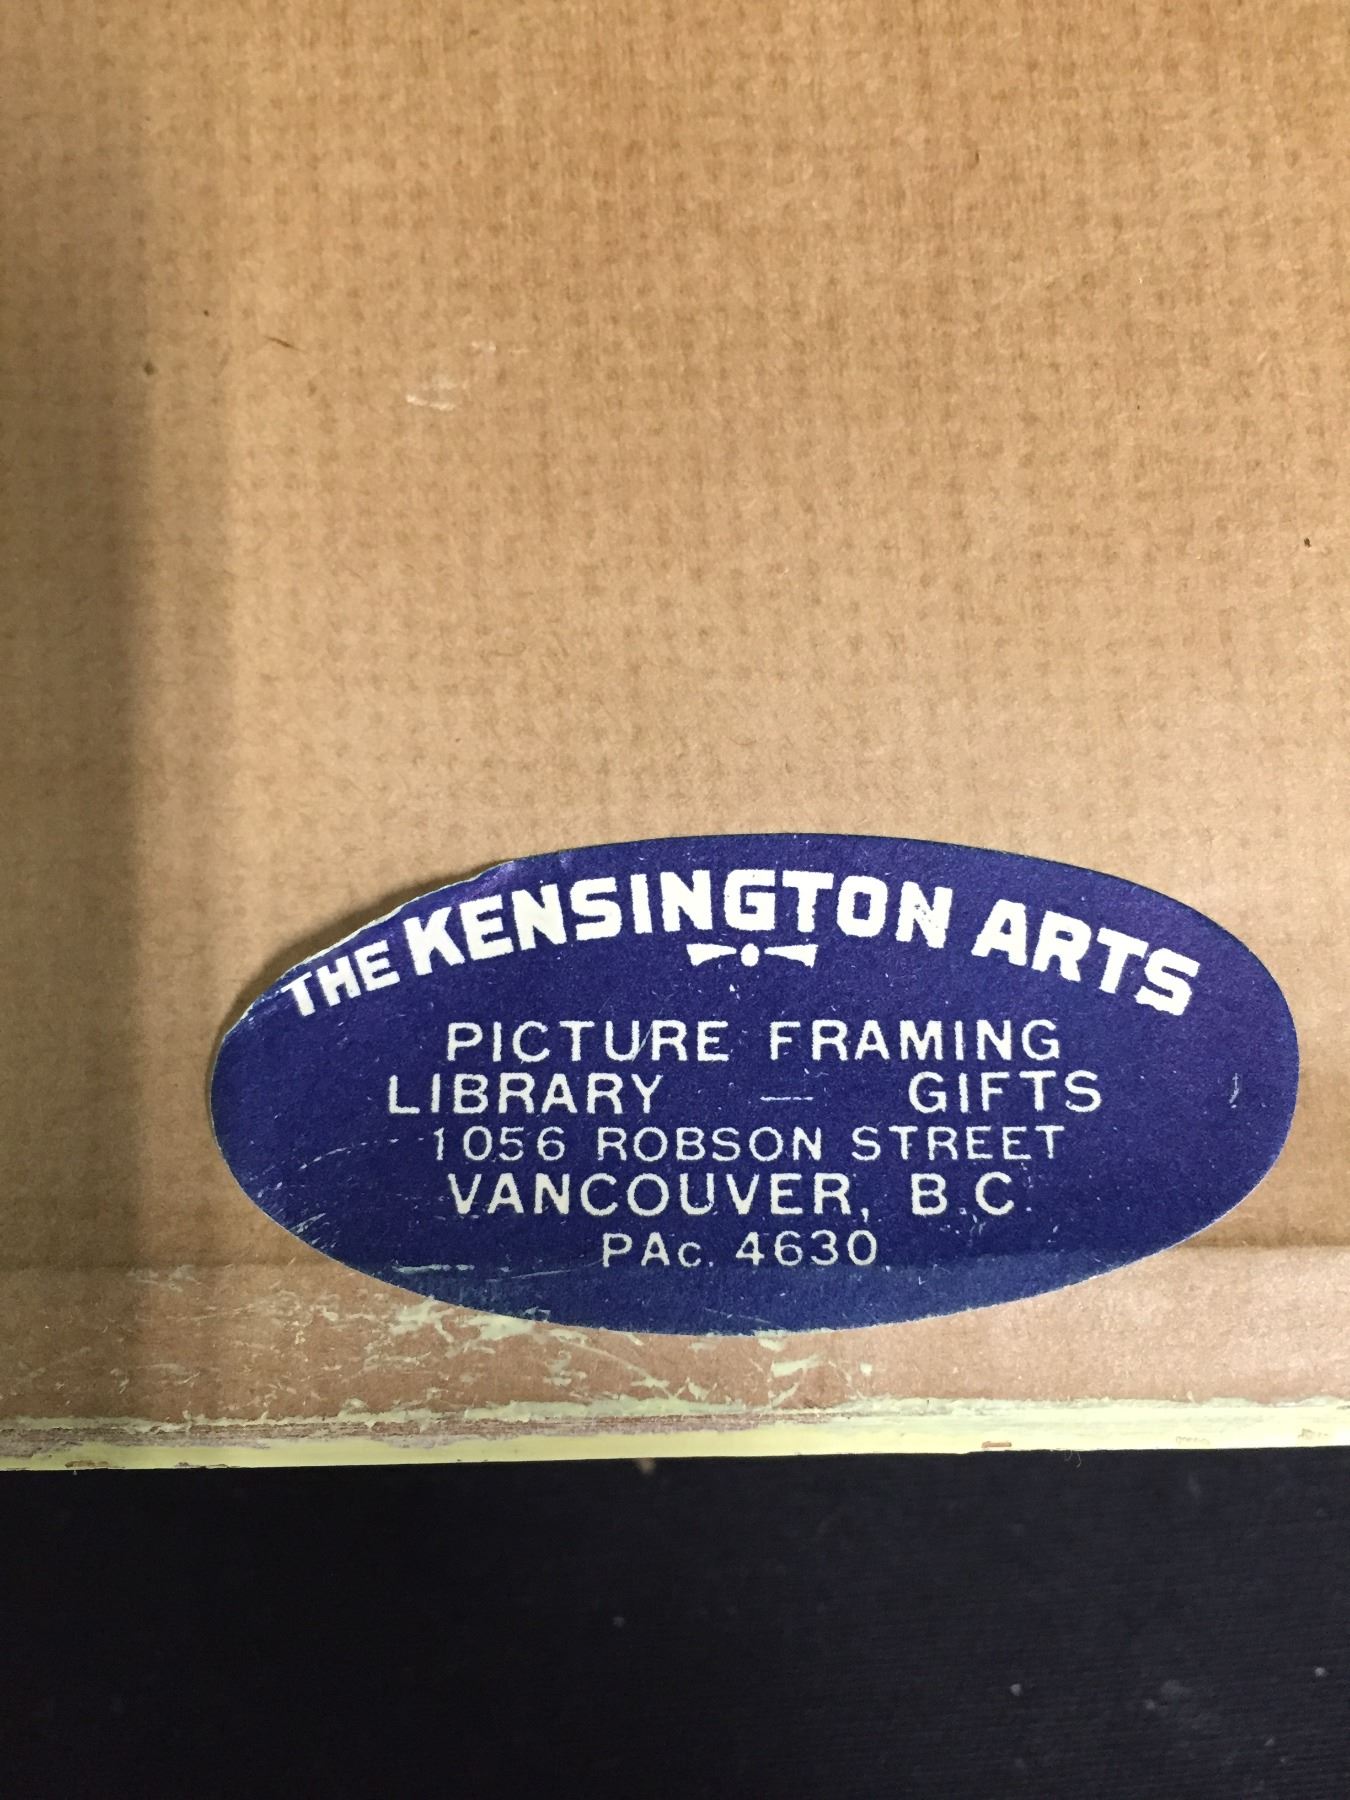 THE KENSINGTON ARTS
PICTURE FRAMING
LIBRARY — GIFTS
1056 ROBSON STREET
VANCOUVER, B.C.
PAc. 4630